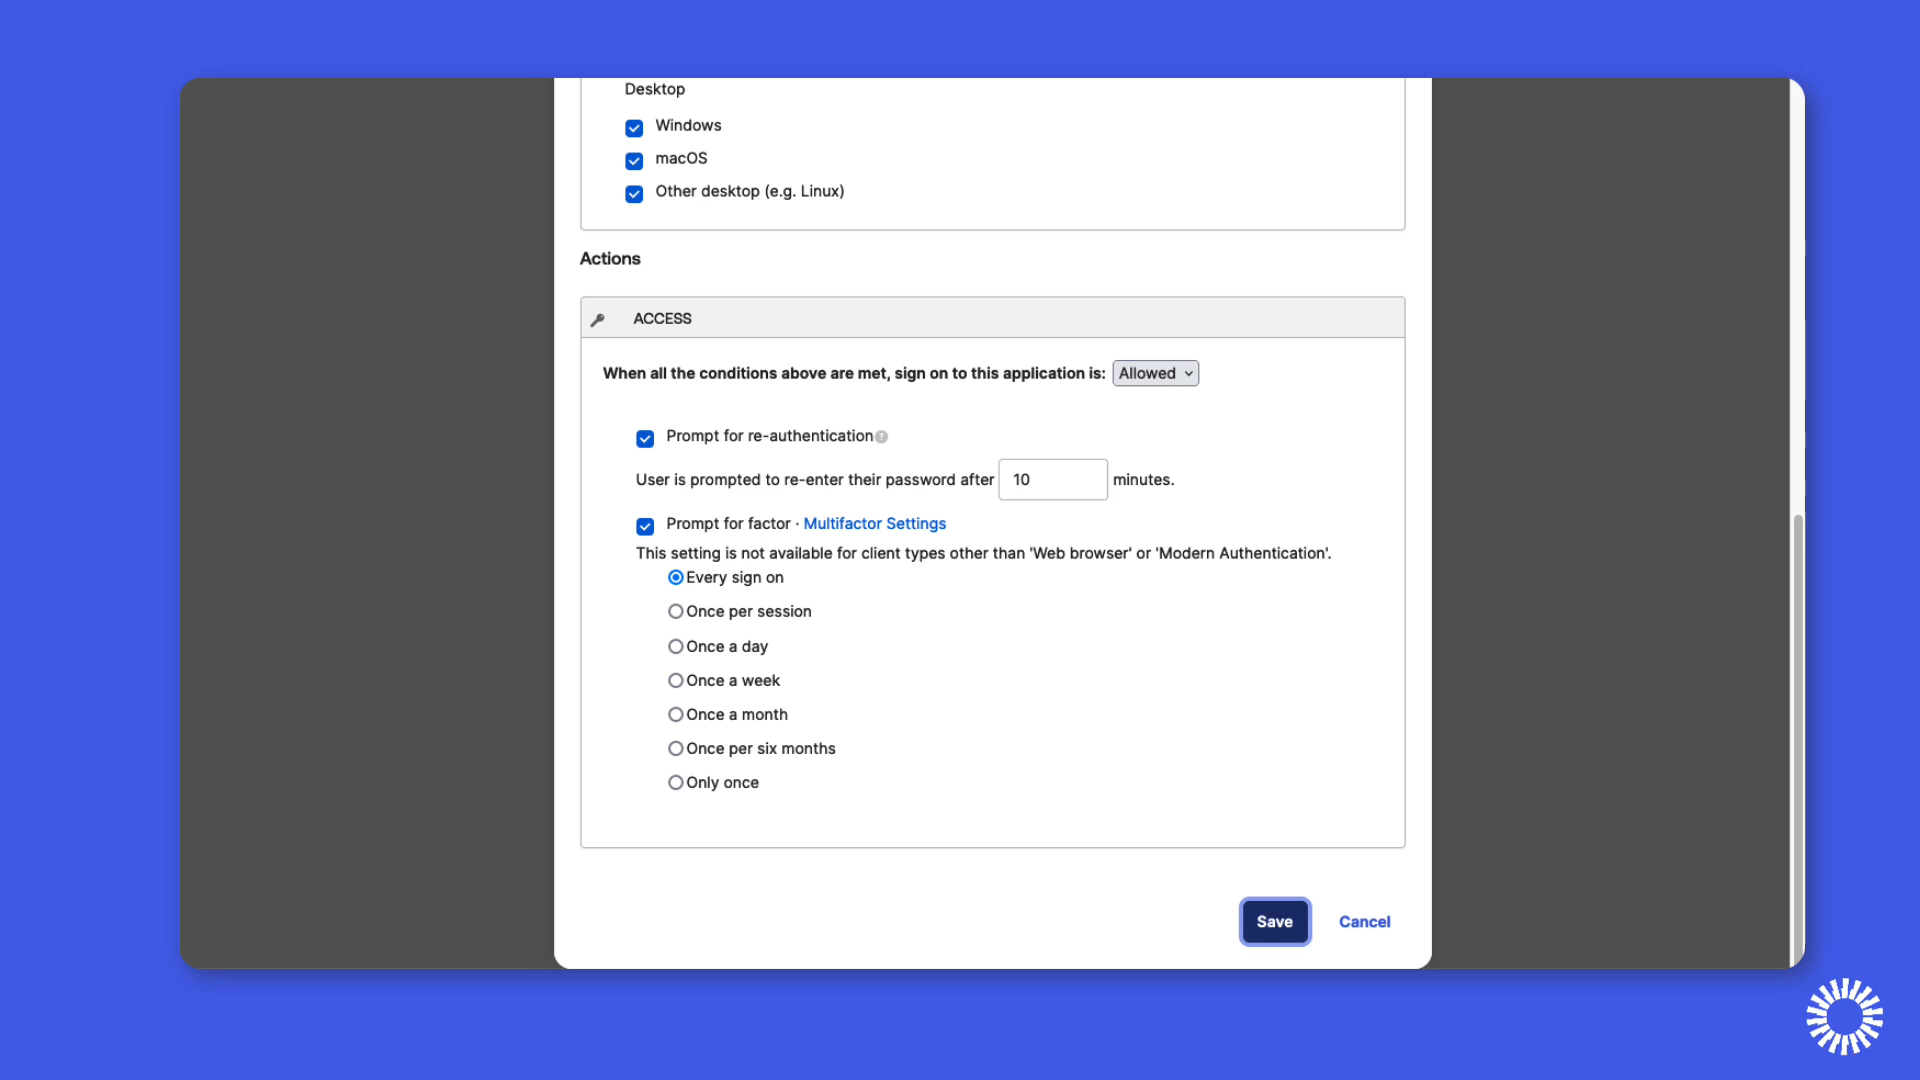 Desktop
Windows
macOS
Other desktop (e.g. Linux)
Actions
ACCESS
When all the conditions above are met, sign on to this application is: Allowed
Prompt for re-authentication ?
User is prompted to re-enter their password after 10 minutes.
Prompt for factor · Multifactor Settings
This setting is not available for client types other than 'Web browser' or 'Modern Authentication'.
Every sign on
Once per session
Once a day
Once a week
Once a month
Once per six months
Only once
Save Cancel